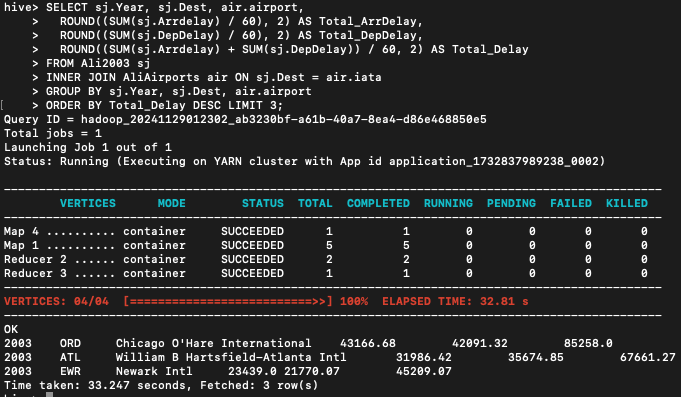 hive> SELECT sj.Year, sj.Dest, air.airport,
    >    ROUND((SUM(sj.Arrdelay) / 60), 2) AS Total_ArrDelay,
    >    ROUND((SUM(sj.DepDelay) / 60), 2) AS Total_DepDelay,
    >    ROUND((SUM(sj.Arrdelay) + SUM(sj.DepDelay)) / 60, 2) AS Total_Delay
    > FROM Ali2003 sj
    > INNER JOIN AliAirports air ON sj.Dest = air.iata
    > GROUP BY sj.Year, sj.Dest, air.airport
[   > ORDER BY Total_Delay DESC LIMIT 3;
Query ID = hadoop_20241129012302_ab3230bf-a61b-40a7-8ea4-d86e468850e5
Total jobs = 1
Launching Job 1 out of 1
Status: Running (Executing on YARN cluster with App id application_1732837989238_0002)
----------------------------------------------------------------------------------------------
VERTICES MODE STATUS TOTAL COMPLETED RUNNING PENDING FAILED KILLED
----------------------------------------------------------------------------------------------
Map 4 .......... container SUCCEEDED 1 1 0 0 0 0
Map 1 .......... container SUCCEEDED 5 5 0 0 0 0
Reducer 2 ...... container SUCCEEDED 2 2 0 0 0 0
Reducer 3 ...... container SUCCEEDED 1 1 0 0 0 0
----------------------------------------------------------------------------------------------
VERTICES: 04/04 [==========================>>] 100% ELAPSED TIME: 32.81 s
----------------------------------------------------------------------------------------------
OK
2003 ORD Chicago O'Hare International 43166.68 42091.32 85258.0
2003 ATL William B Hartsfield-Atlanta Intl 31986.42 35674.85 67661.27
2003 EWR Newark Intl 23439.0 21770.07 45209.07
Time taken: 33.247 seconds, Fetched: 3 row(s)